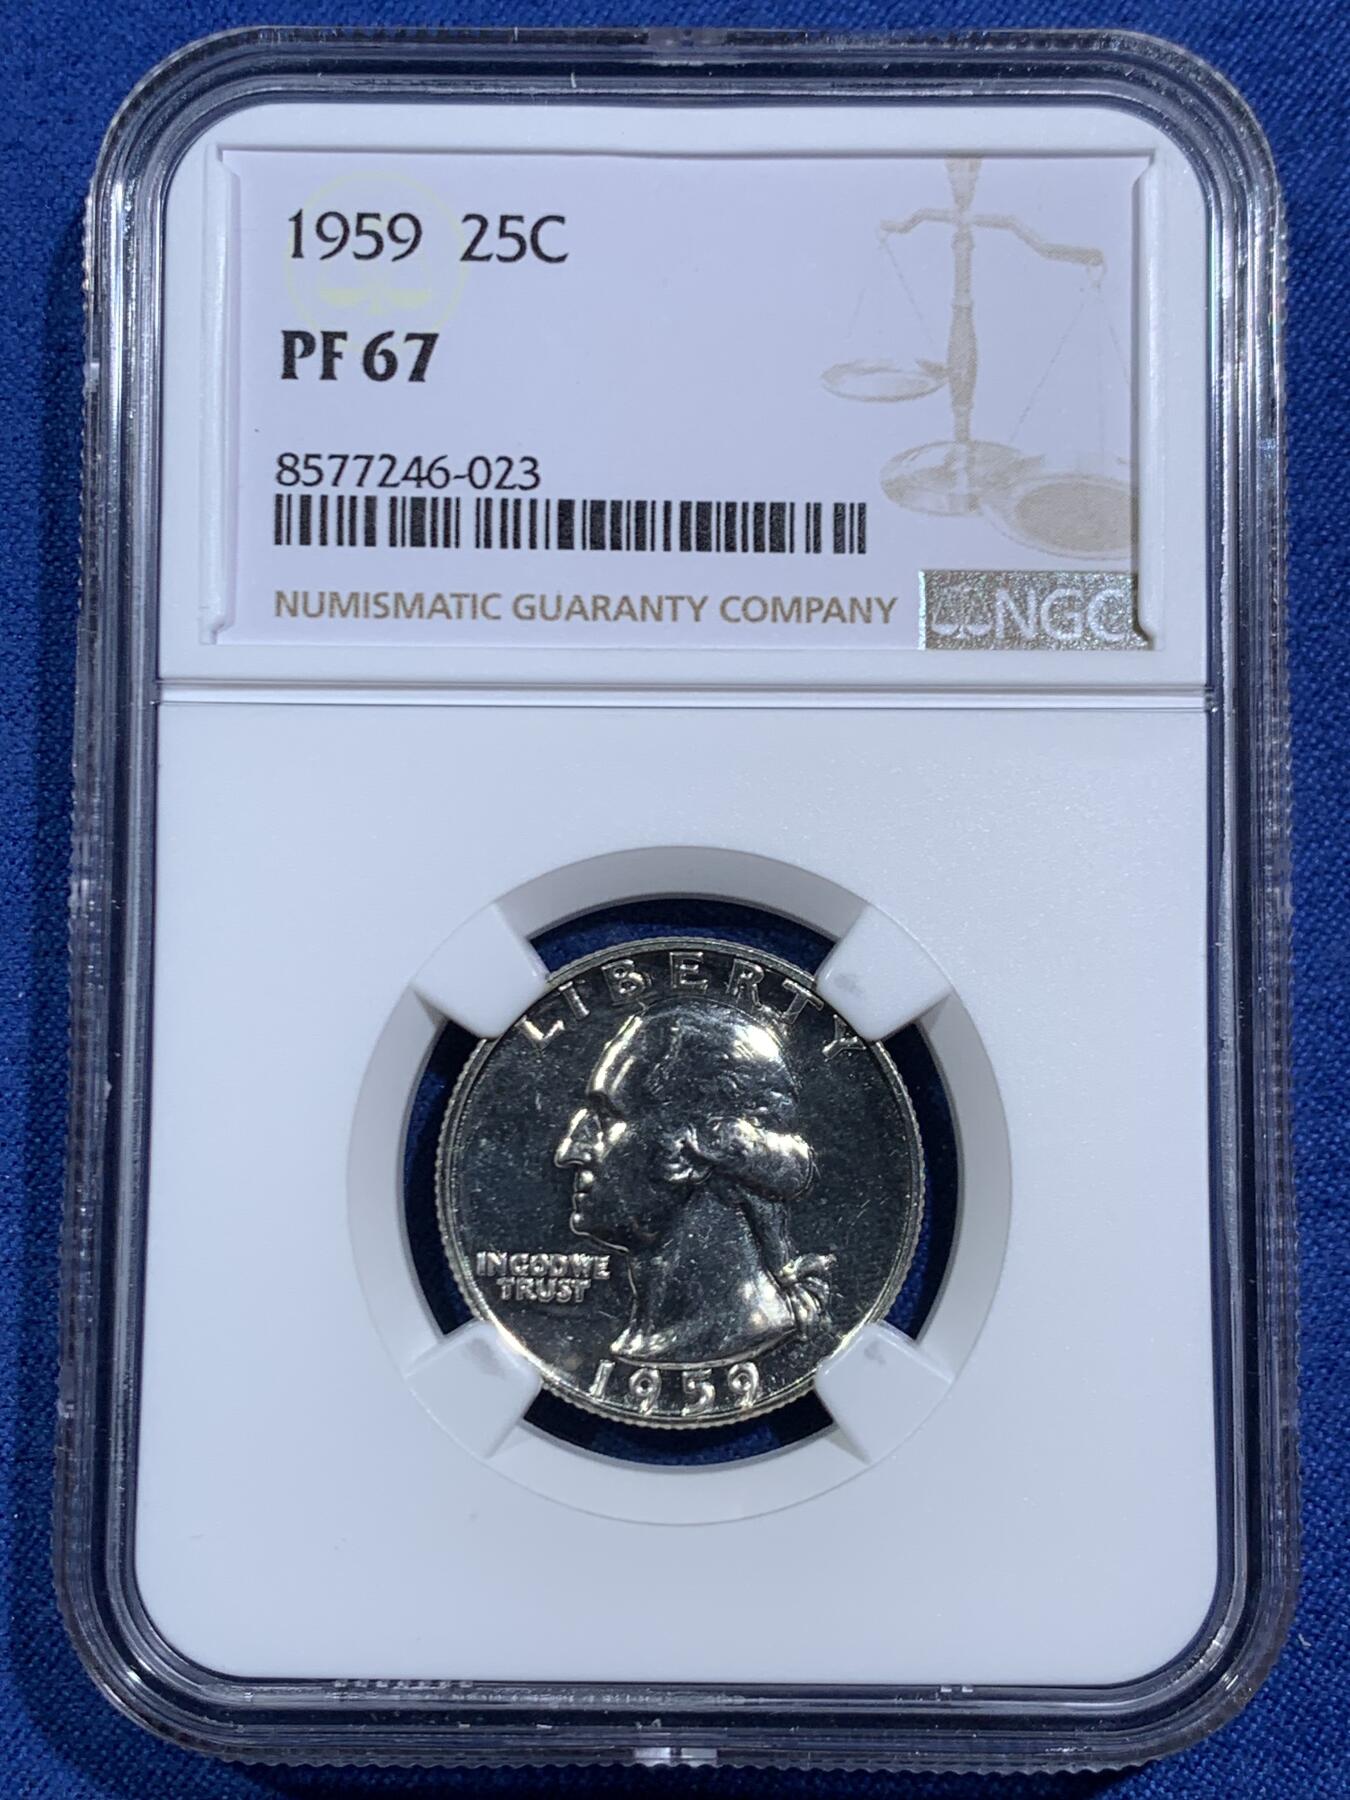 1959 25C
PF 67
8577246-023
NUMISMATIC GUARANTY COMPANY
NGC
LIBERTY
IN GOD WE
TRUST
1959